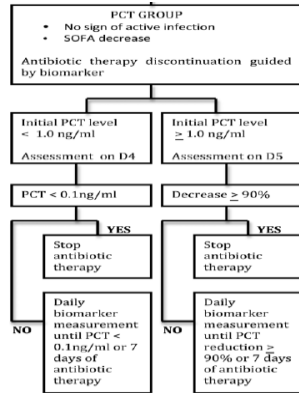 PCT GROUP
• No sign of active infection
• SOFA decrease
Antibiotic therapy discontinuation guided
by biomarker
Initial PCT level
< 1.0 ng/ml
Assessment on D4
Initial PCT level
≥ 1.0 ng/ml
Assessment on D5
PCT < 0.1ng/ml
Decrease ≥ 90%
YES
YES
Stop
antibiotic
therapy
Stop
antibiotic
therapy
NO
Daily
biomarker
measurement
until PCT <
0.1ng/ml or 7
days of
antibiotic
therapy
NO
Daily
biomarker
measurement
until PCT
reduction ≥
90% or 7 days
of antibiotic
therapy